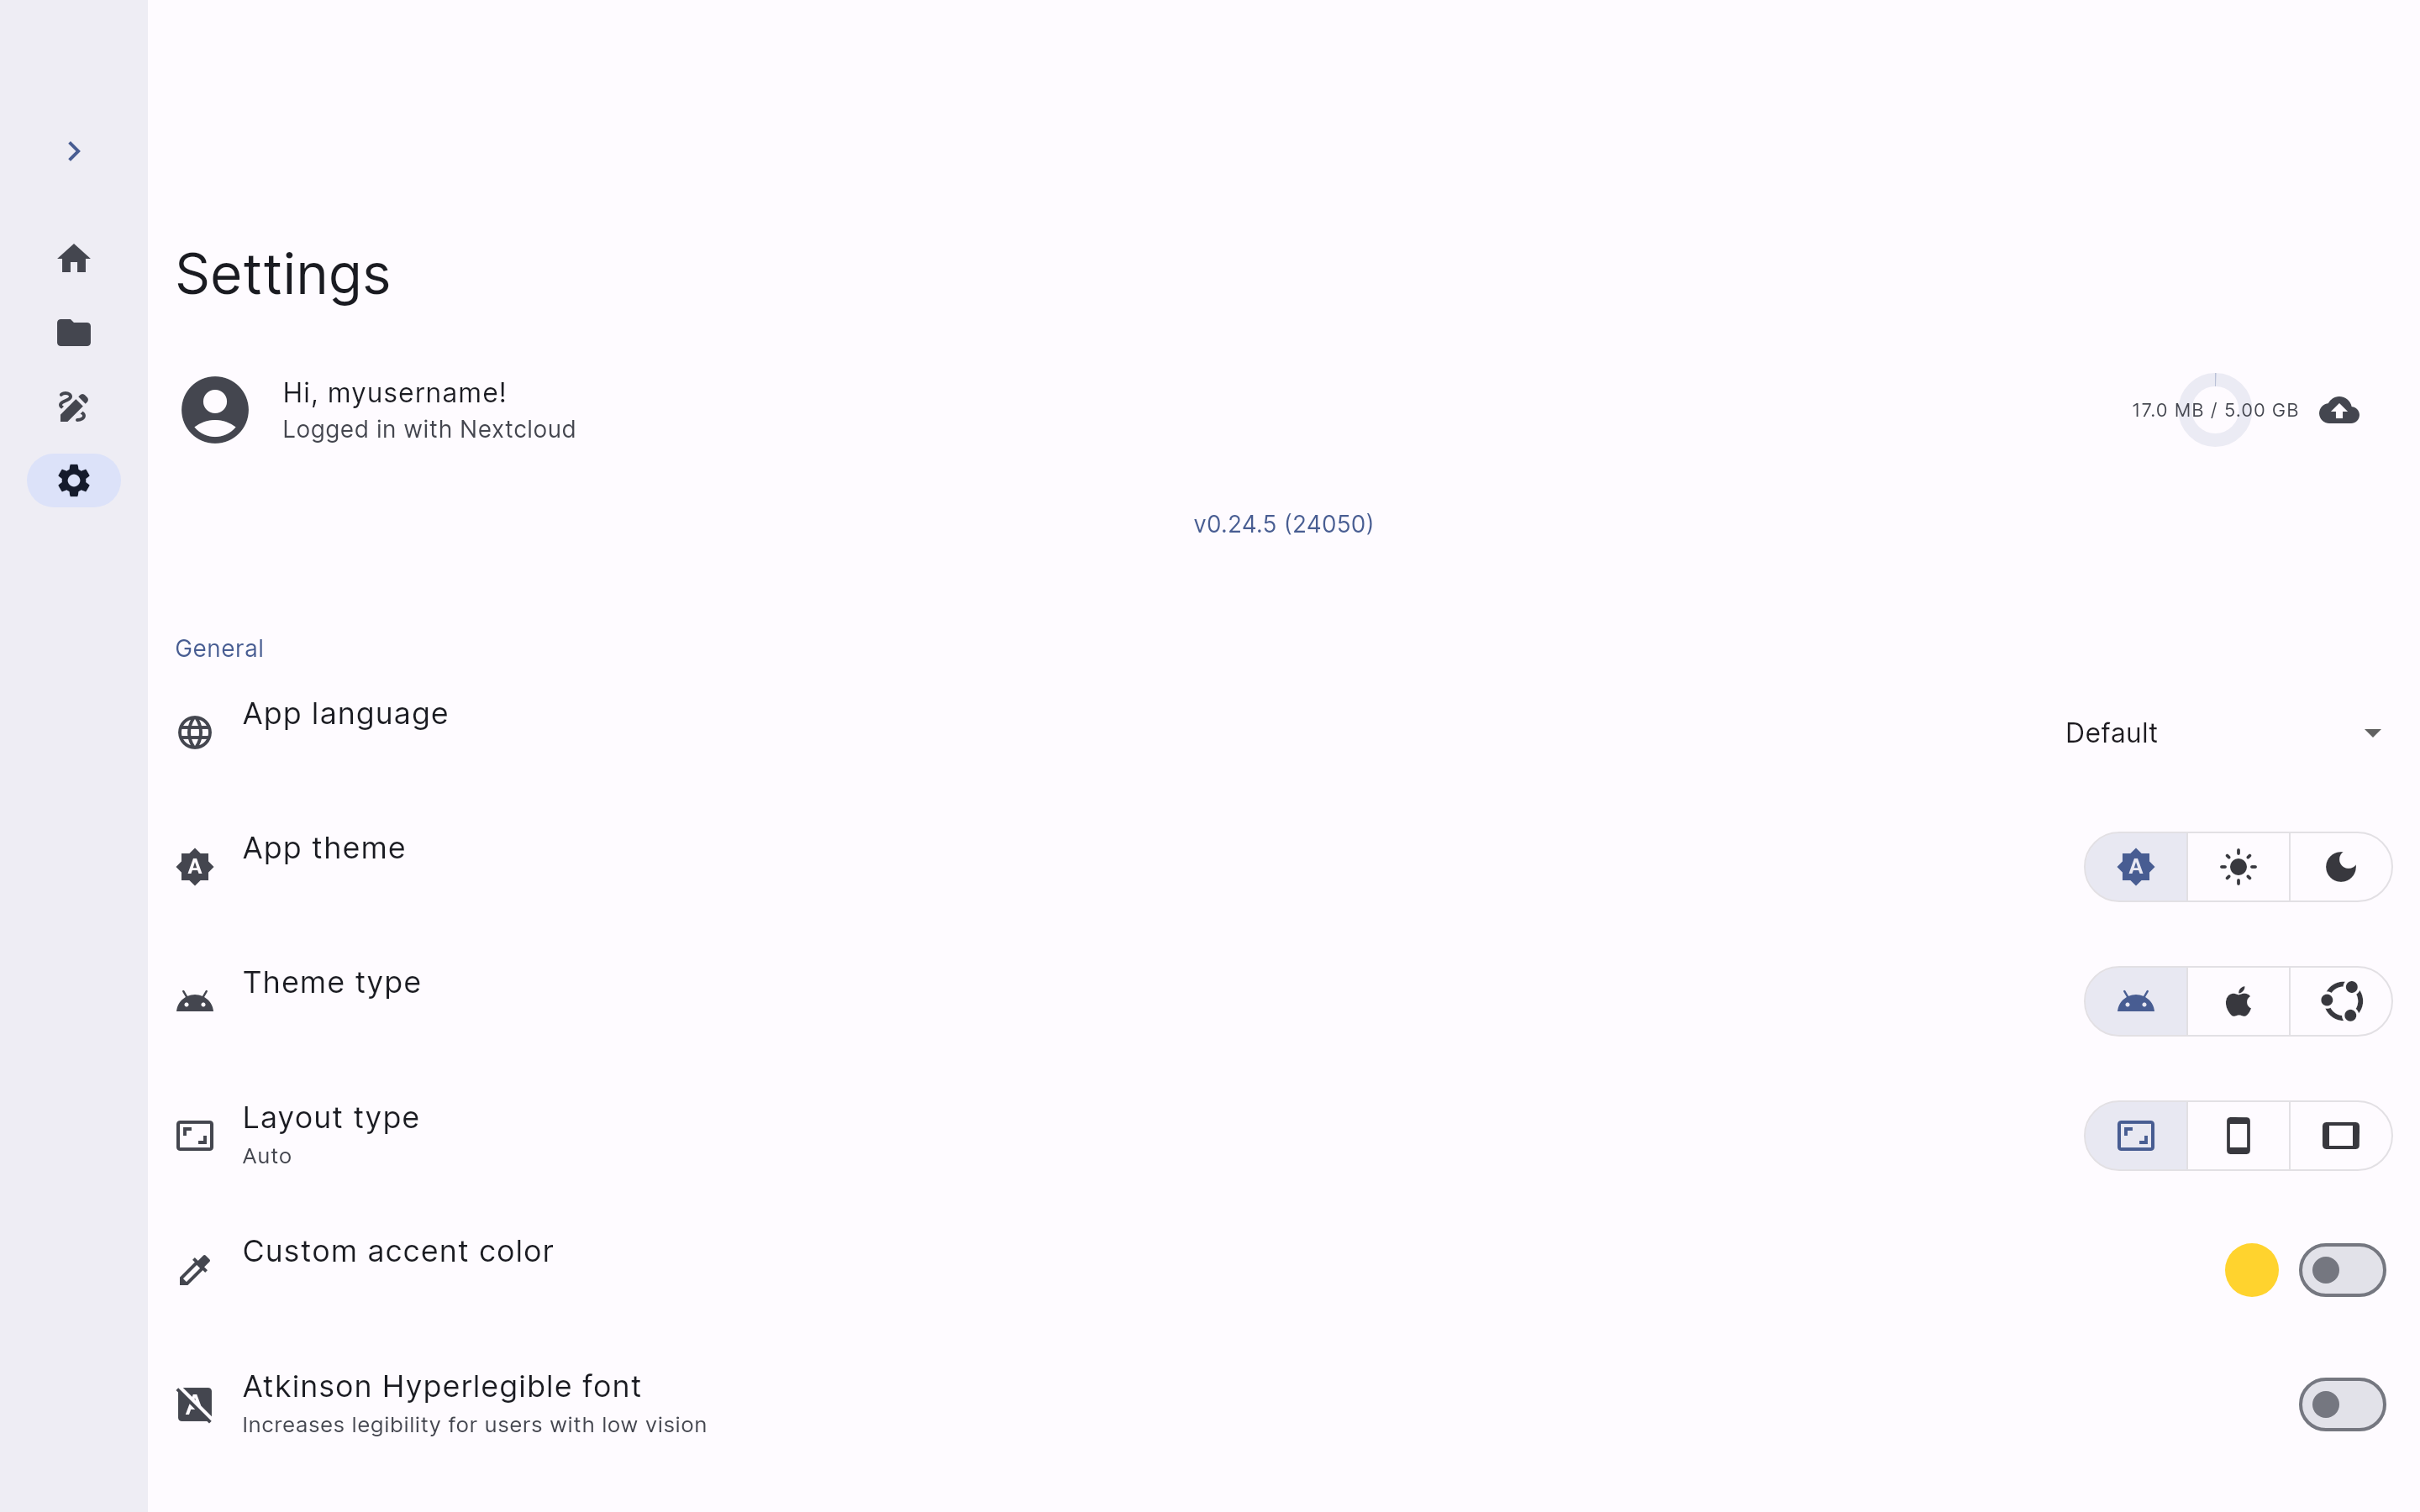 Settings
Hi, myusername!
Logged in with Nextcloud
17.0 MB / 5.00 GB
v0.24.5 (24050)
General
App language
Default
App theme
Theme type
Layout type
Auto
Custom accent color
Atkinson Hyperlegible font
Increases legibility for users with low vision